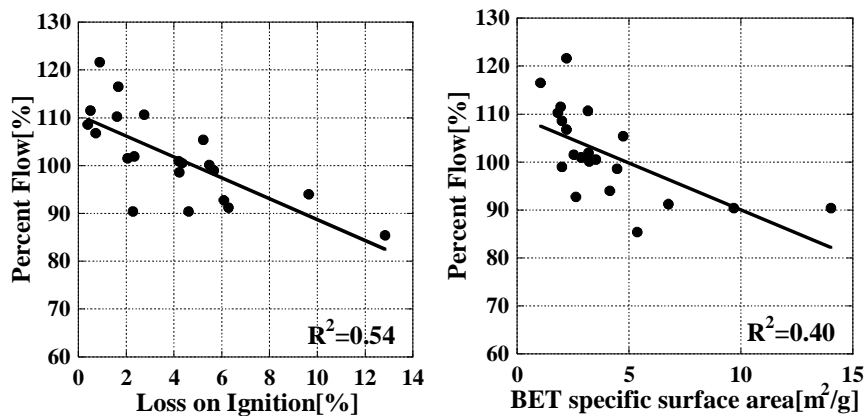 130
120
110
100
90
80
70
60
0 2 4 6 8 10 12 14
Percent Flow[%]
Loss on Ignition[%]
R²=0.54
130
120
110
100
90
80
70
60
0 5 10 15
Percent Flow[%]
BET specific surface area[m²/g]
R²=0.40